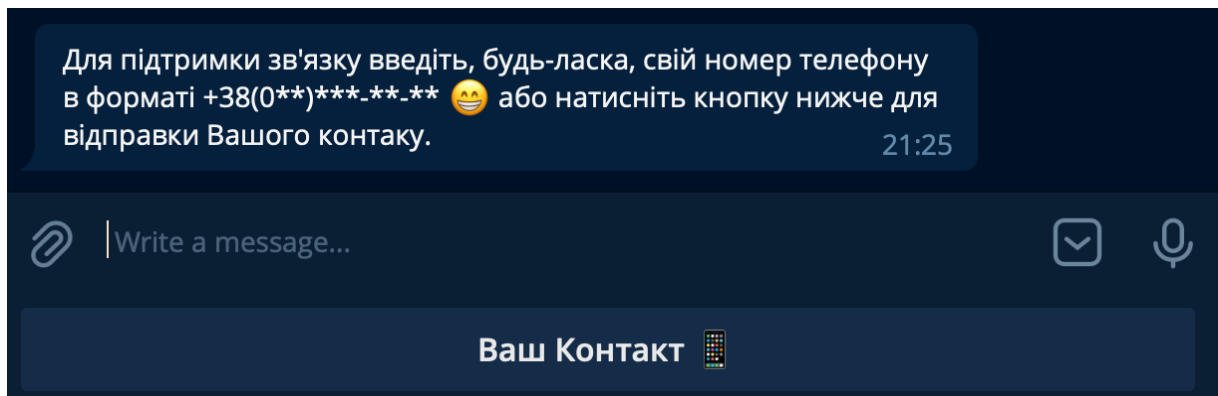 Для підтримки зв'язку введіть, будь-ласка, свій номер телефону
в форматі +38(0**)***-**-** 😁 або натисніть кнопку нижче для
відправки Вашого контаку.
21:25
Write a message...
Ваш Контакт 📱